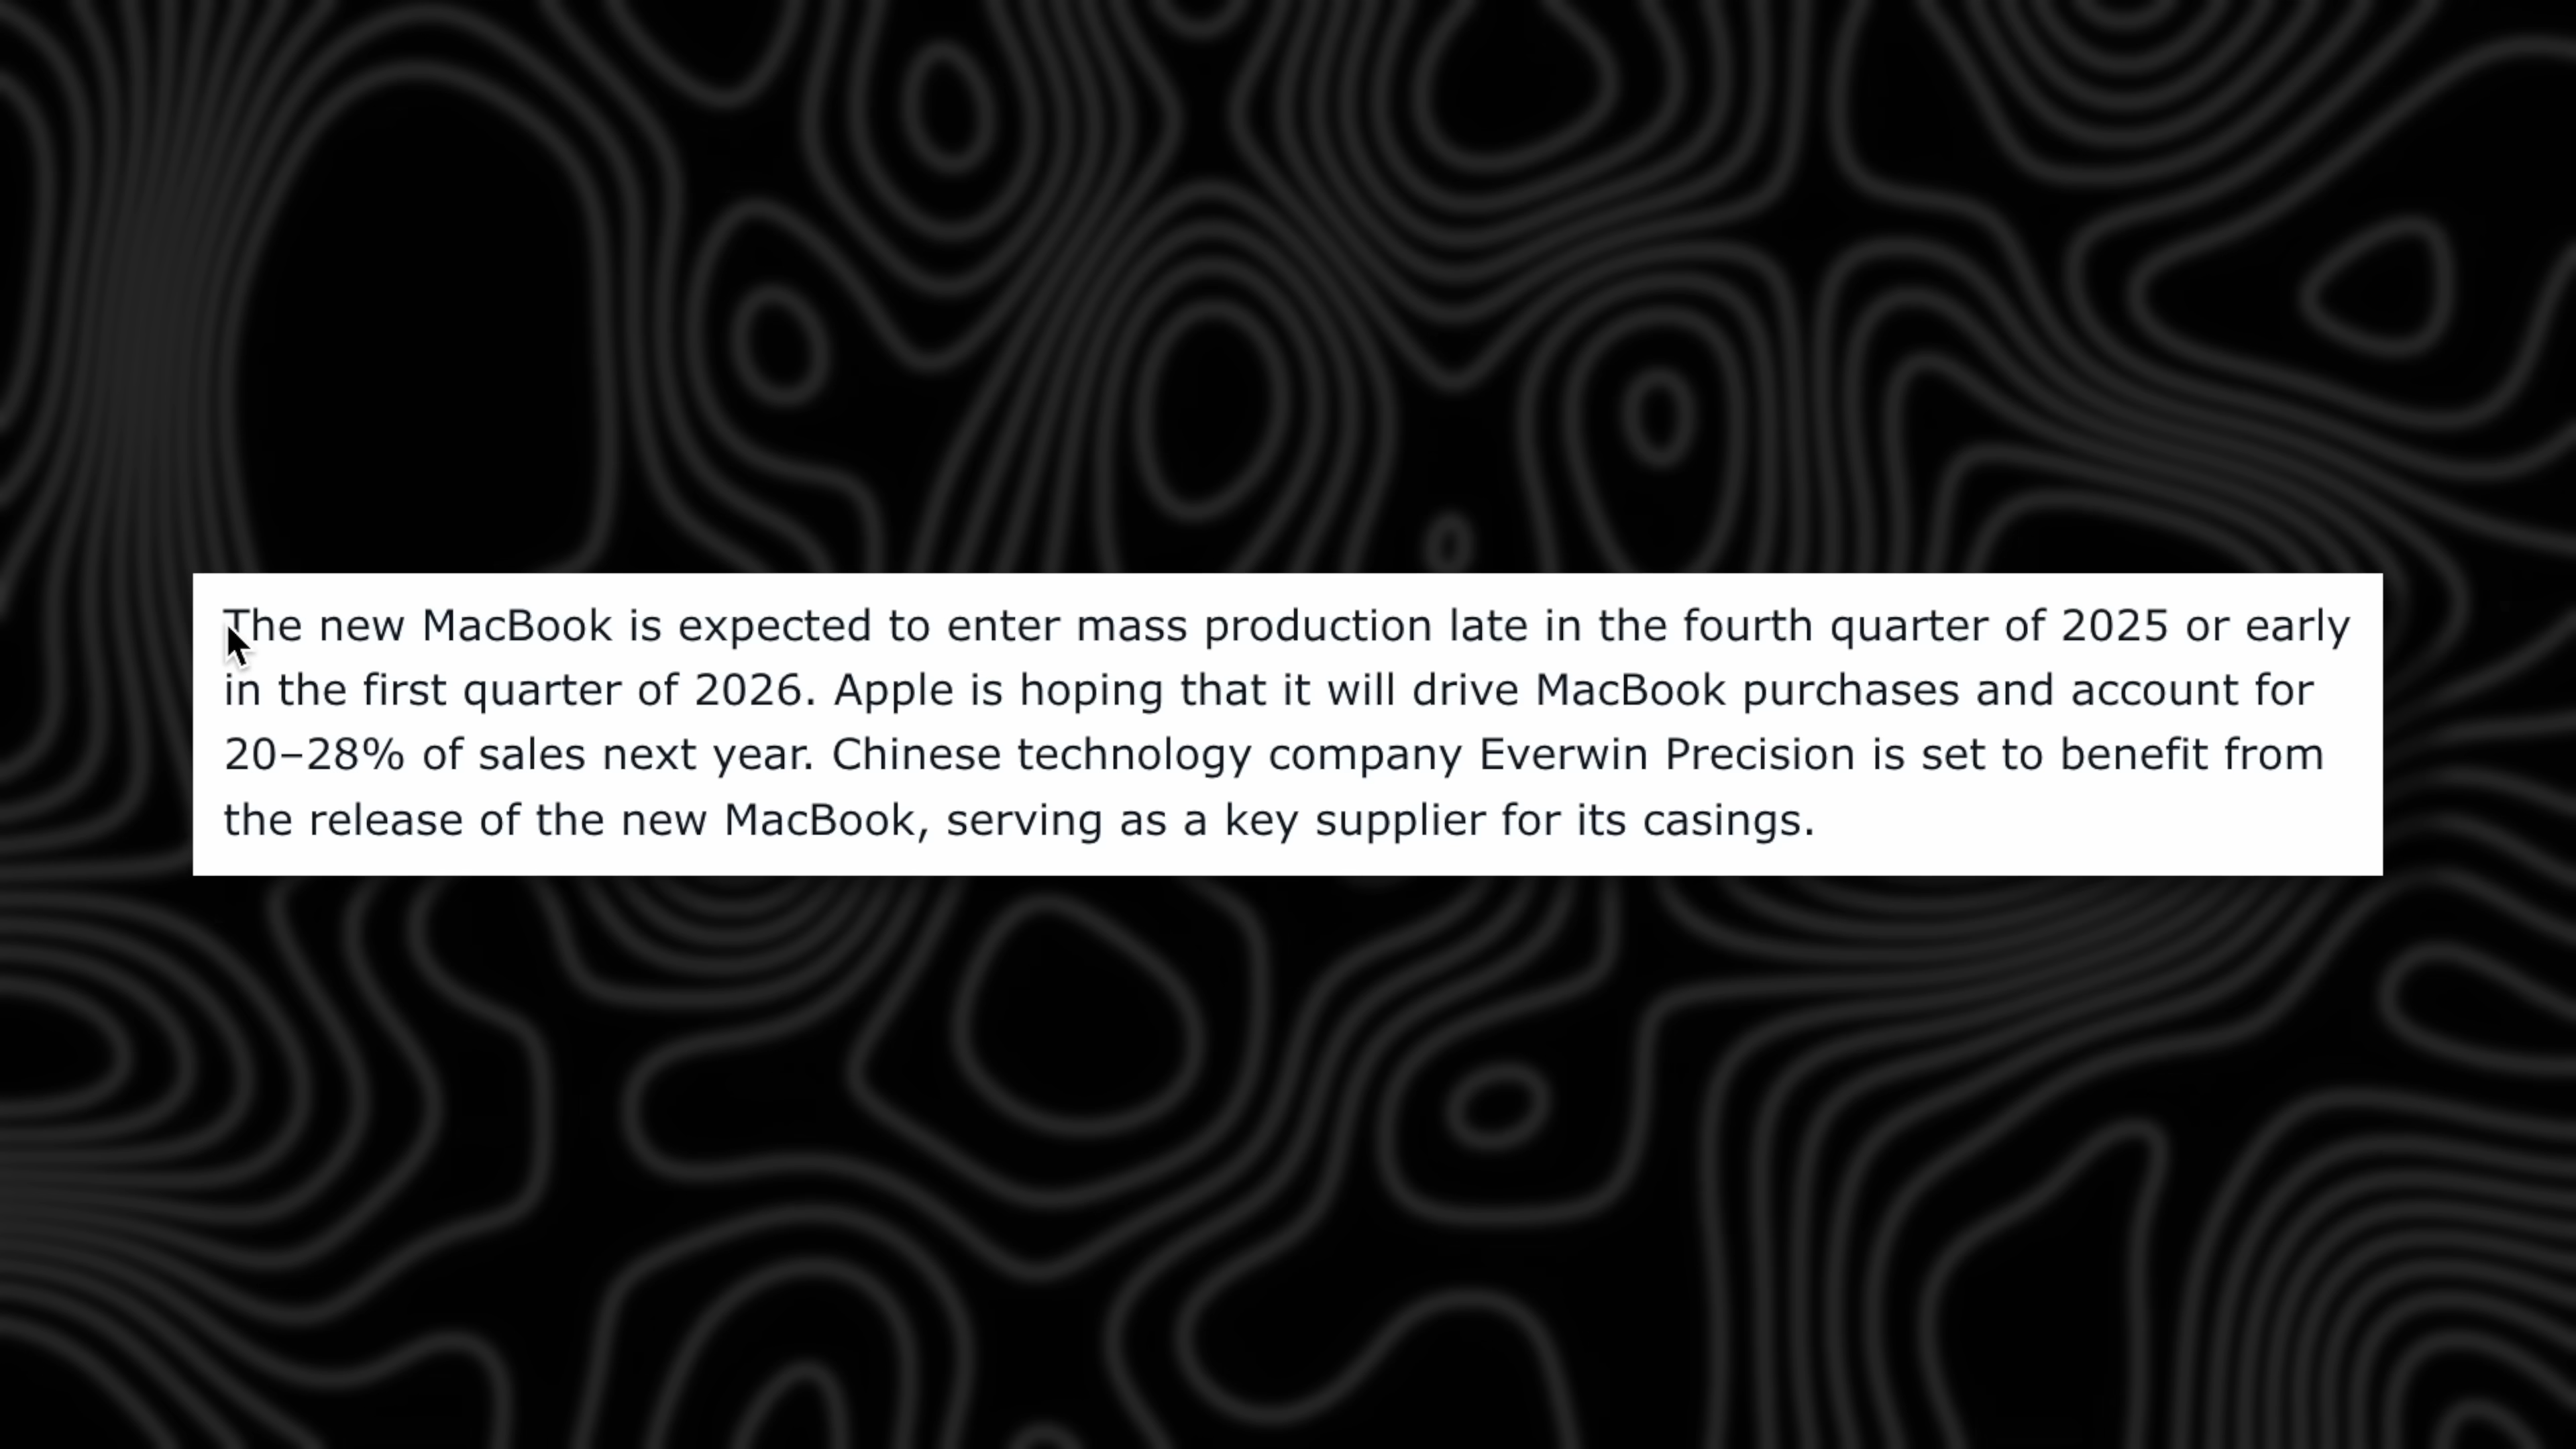 The new MacBook is expected to enter mass production late in the fourth quarter of 2025 or early
in the first quarter of 2026. Apple is hoping that it will drive MacBook purchases and account for
20–28% of sales next year. Chinese technology company Everwin Precision is set to benefit from
the release of the new MacBook, serving as a key supplier for its casings.